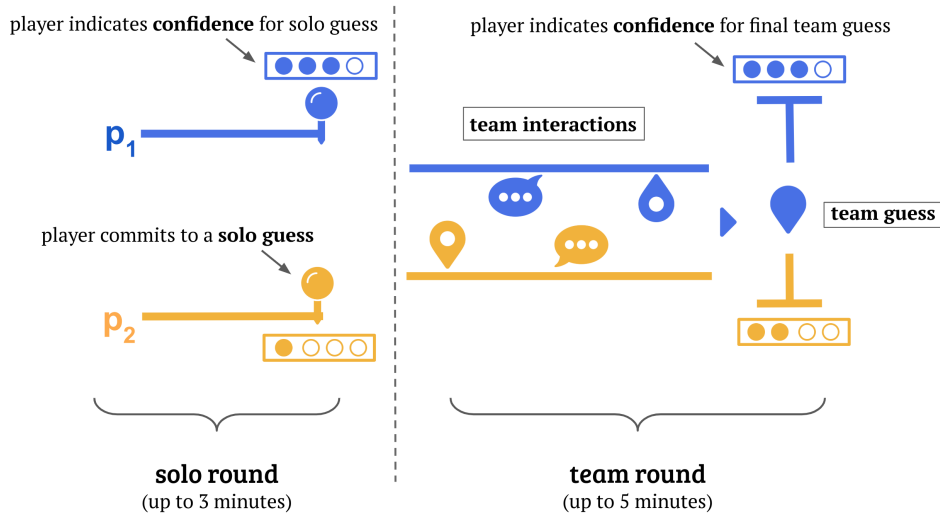 player indicates confidence for solo guess
p1
player commits to a solo guess
p2
solo round
(up to 3 minutes)
player indicates confidence for final team guess
team interactions
team guess
team round
(up to 5 minutes)